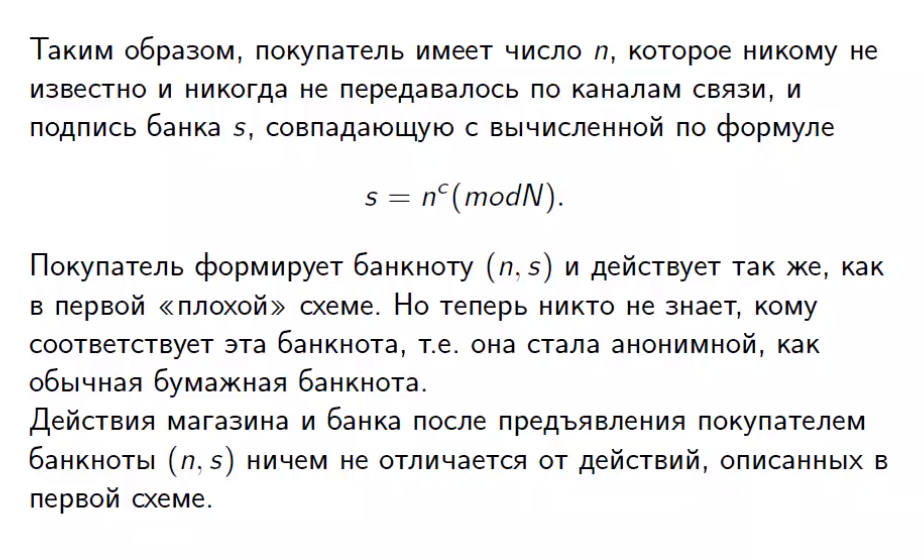 Таким образом, покупатель имеет число n, которое никому не
известно и никогда не передавалось по каналам связи, и
подпись банка s, совпадающую с вычисленной по формуле
s = nᶜ(modN).
Покупатель формирует банкноту (n, s) и действует так же, как
в первой «плохой» схеме. Но теперь никто не знает, кому
соответствует эта банкнота, т.е. она стала анонимной, как
обычная бумажная банкнота.
Действия магазина и банка после предъявления покупателем
банкноты (n, s) ничем не отличается от действий, описанных в
первой схеме.